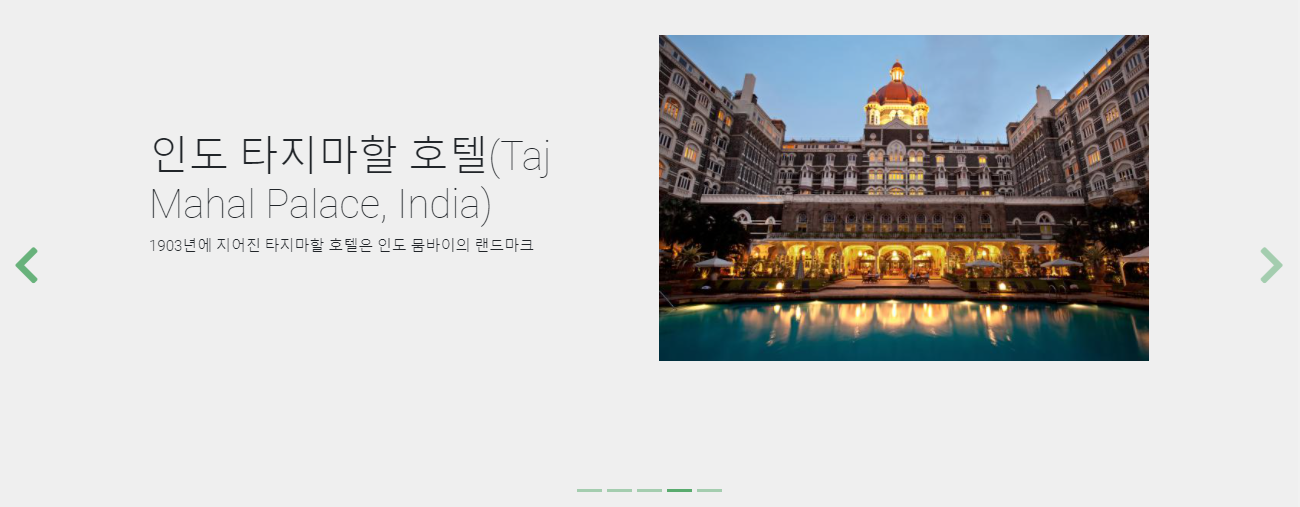 인도 타지마할 호텔(Taj
Mahal Palace, India)
1903년에 지어진 타지마할 호텔은 인도 뭄바이의 랜드마크